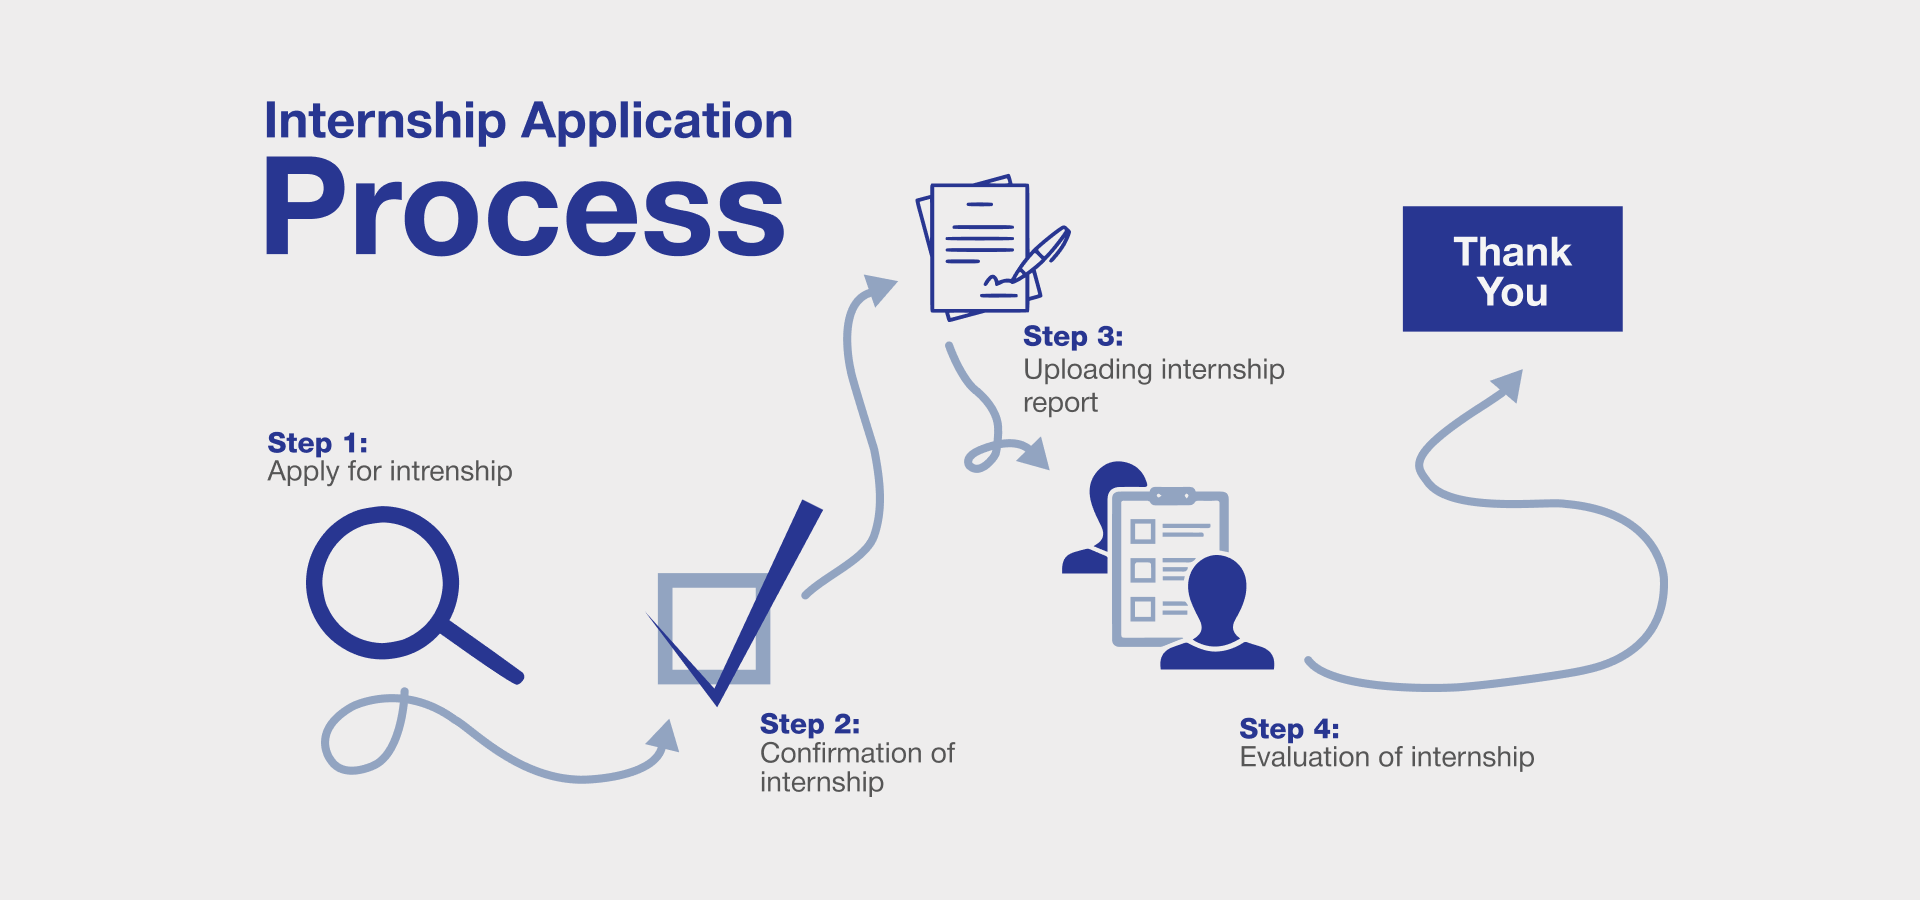 Internship Application
Process
Step 1:
Apply for intrenship
Step 2:
Confirmation of
internship
Step 3:
Uploading internship
report
Step 4:
Evaluation of internship
Thank
You